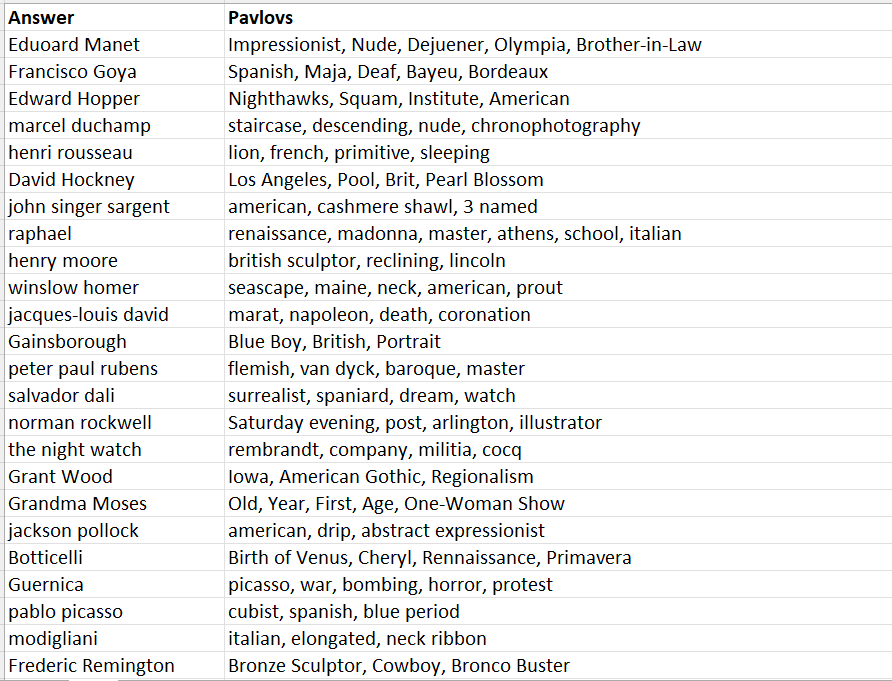 Answer Pavlovs
Eduoard Manet Impressionist, Nude, Dejuener, Olympia, Brother-in-Law
Francisco Goya Spanish, Maja, Deaf, Bayeu, Bordeaux
Edward Hopper Nighthawks, Squam, Institute, American
marcel duchamp staircase, descending, nude, chronophotography
henri rousseau lion, french, primitive, sleeping
David Hockney Los Angeles, Pool, Brit, Pearl Blossom
john singer sargent american, cashmere shawl, 3 named
raphael renaissance, madonna, master, athens, school, italian
henry moore british sculptor, reclining, lincoln
winslow homer seascape, maine, neck, american, prout
jacques-louis david marat, napoleon, death, coronation
Gainsborough Blue Boy, British, Portrait
peter paul rubens flemish, van dyck, baroque, master
salvador dali surrealist, spaniard, dream, watch
norman rockwell Saturday evening, post, arlington, illustrator
the night watch rembrandt, company, militia, cocq
Grant Wood Iowa, American Gothic, Regionalism
Grandma Moses Old, Year, First, Age, One-Woman Show
jackson pollock american, drip, abstract expressionist
Botticelli Birth of Venus, Cheryl, Rennaissance, Primavera
Guernica picasso, war, bombing, horror, protest
pablo picasso cubist, spanish, blue period
modigliani italian, elongated, neck ribbon
Frederic Remington Bronze Sculptor, Cowboy, Bronco Buster